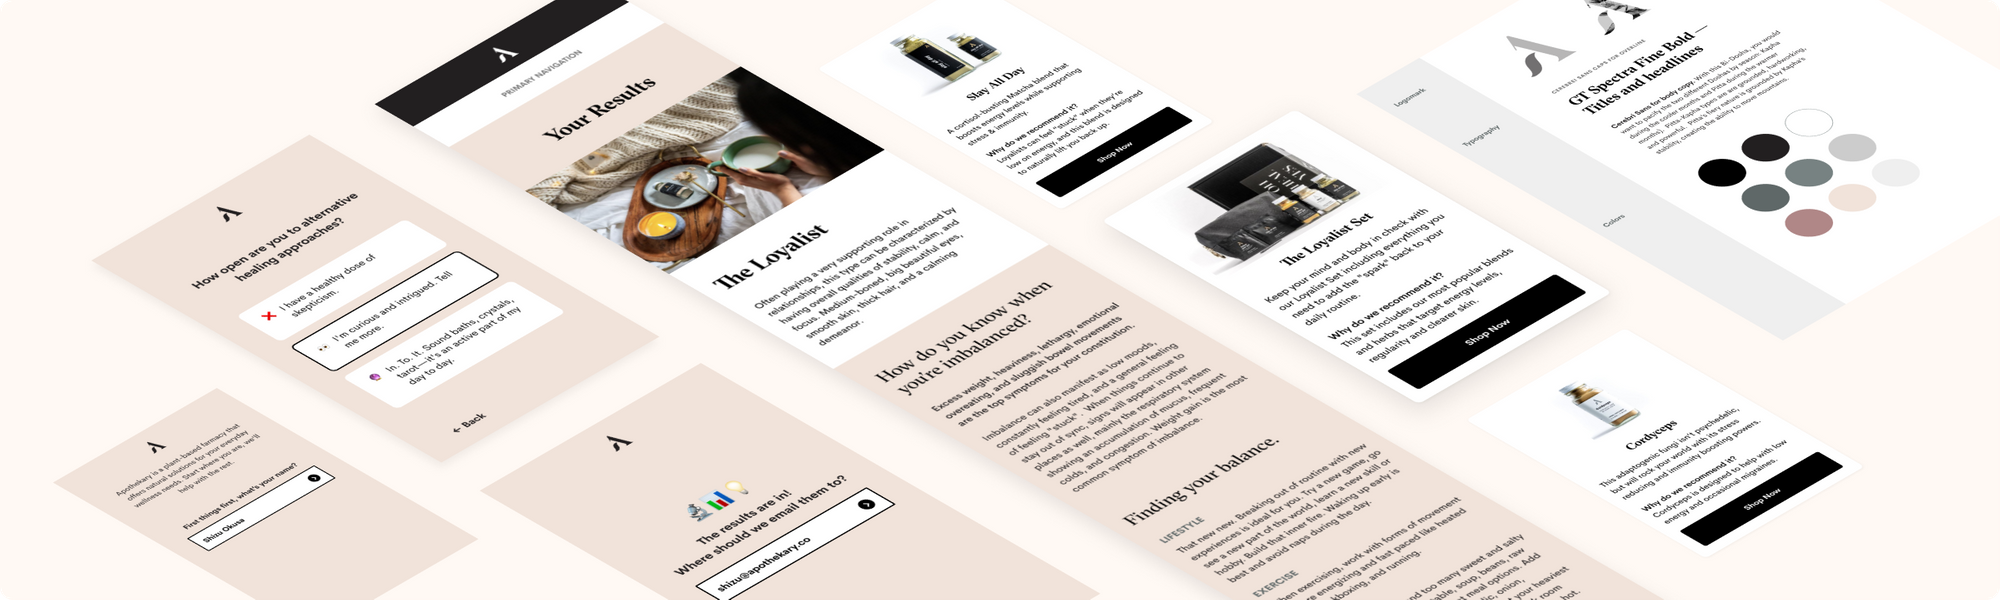 How open are you to alternative
healing approaches?
I have a healthy dose of
skepticism.
I'm curious and intrigued. Tell
me more.
In. To. It. Sound baths, crystals,
tarot—it's an active part of my
day to day.
← Back
Apothekary is a plant-based farmacy that
offers natural solutions for your everyday
wellness needs. Start where you are, we'll
help with the rest.
First things first, what's your name?
Shizu Okusa
The results are in!
Where should we email them to?
shizu@apothekary.co
PRIMARY NAVIGATION
Your Results
The Loyalist
Often playing a very supporting role in
relationships, this type can be characterized by
having overall qualities of stability, calm, and
focus. Medium-boned, big beautiful eyes,
smooth skin, thick hair, and a calming
demeanor.
How do you know when
you're imbalanced?
Excess weight, heaviness, lethargy, emotional
overeating, and sluggish bowel movements
are the top symptoms for your constitution.
Imbalance can also manifest as low moods,
constantly feeling tired, and a general feeling
of feeling "stuck". When things continue to
stay out of sync, signs will appear in other
places as well, mainly the respiratory system
showing an accumulation of mucus, frequent
colds, and congestion. Weight gain is the most
common symptom of imbalance.
Finding your balance.
LIFESTYLE
That new new. Breaking out of routine with new
experiences is ideal for you. Try a new game, go
see a new part of the world, learn a new skill or
hobby. Build that inner fire. Waking up early is
best and avoid naps during the day.
EXERCISE
exercising, work with forms of movement
energizing and fast paced like heated
kboxing, and running.
too many sweet and salty
soup, beans, raw
meal options. Add
onion,
your heaviest
room
hot.
Slay All Day
A cortisol-busting Matcha blend that
boosts energy levels while supporting
stress & immunity.
Why do we recommend it?
Loyalists can feel "stuck" when they're
low on energy, and this blend is designed
to naturally lift you back up.
Shop Now
The Loyalist Set
Keep your mind and body in check with
our Loyalist Set including everything you
need to add the "spark" back to your
daily routine.
Why do we recommend it?
This set includes our most popular blends
and herbs that target energy levels,
regularity and clearer skin.
Shop Now
Cordyceps
This adaptogenic fungi isn't psychedelic,
but will rock your world with its stress
reducing and immunity boosting powers.
Why do we recommend it?
Cordyceps is designed to help with low
energy and occasional migraines.
Shop Now
Logomark
Typography
Colors
CEREBRI SANS CAPS FOR OVERLINE
GT Spectra Fine Bold —
Titles and headlines
Cerebri Sans for body copy. With this Bi-Dosha, you would
want to pacify the two different Doshas by season. Kapha
during the cooler months and Pitta during the warmer
months. Pitta-Kapha types are grounded, hardworking,
and powerful. Pitta's fiery nature is grounded by Kapha's
stability, creating the ability to move mountains.